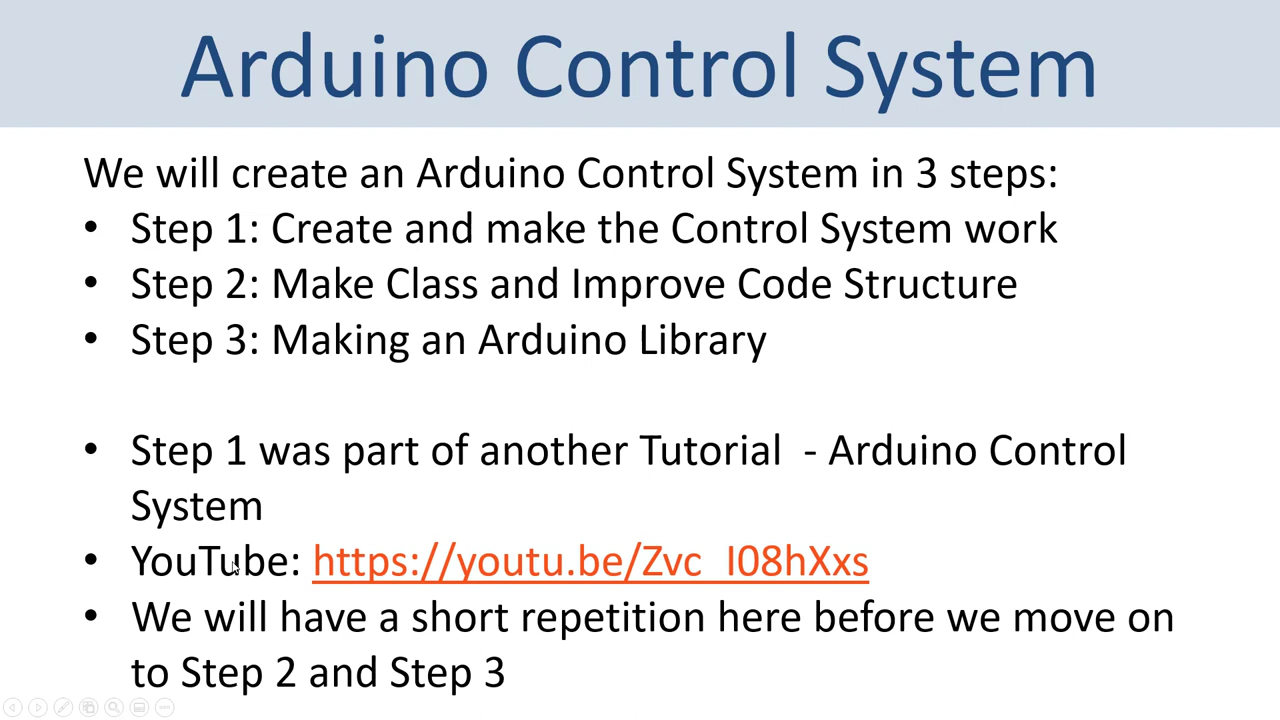 Arduino Control System
We will create an Arduino Control System in 3 steps:
• Step 1: Create and make the Control System work
• Step 2: Make Class and Improve Code Structure
• Step 3: Making an Arduino Library
• Step 1 was part of another Tutorial - Arduino Control
System
• YouTube: https://youtu.be/Zvc_I08hXxs
• We will have a short repetition here before we move on
to Step 2 and Step 3